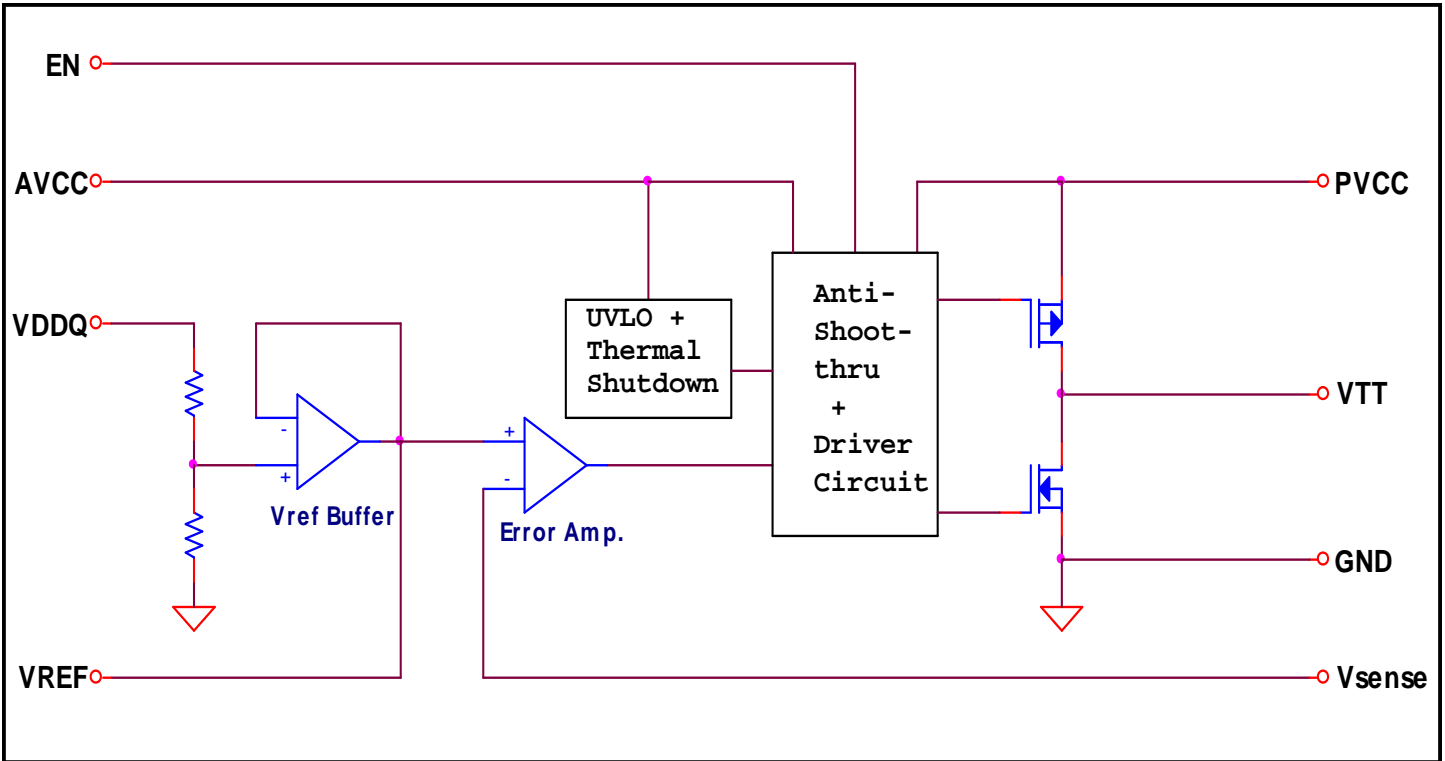 EN
AVCC
PVCC
Anti-
Shoot-
thru
+
Driver
Circuit
UVLO +
Thermal
Shutdown
VDDQ
VTT
-
+
Vref Buffer
+
-
Error Amp.
GND
VREF
Vsense